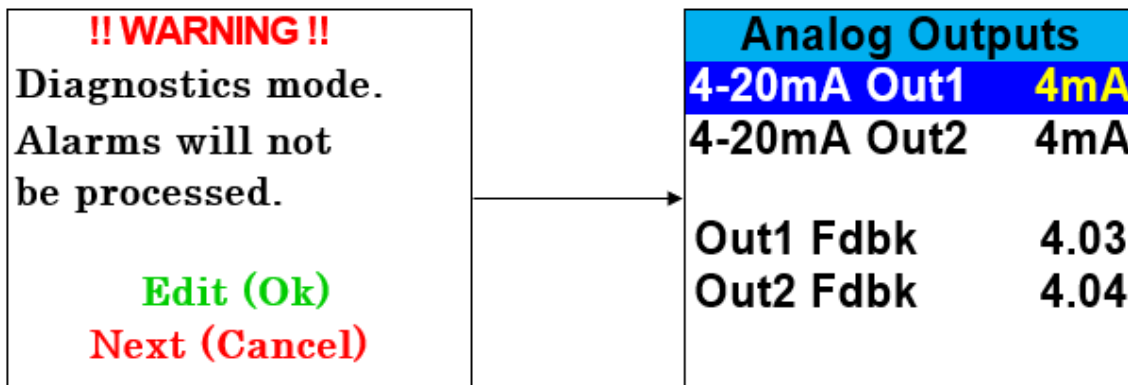 !! WARNING !!
Diagnostics mode.
Alarms will not
be processed.
Edit (Ok)
Next (Cancel)
Analog Outputs
4-20mA Out1 4mA
4-20mA Out2 4mA
Out1 Fdbk 4.03
Out2 Fdbk 4.04